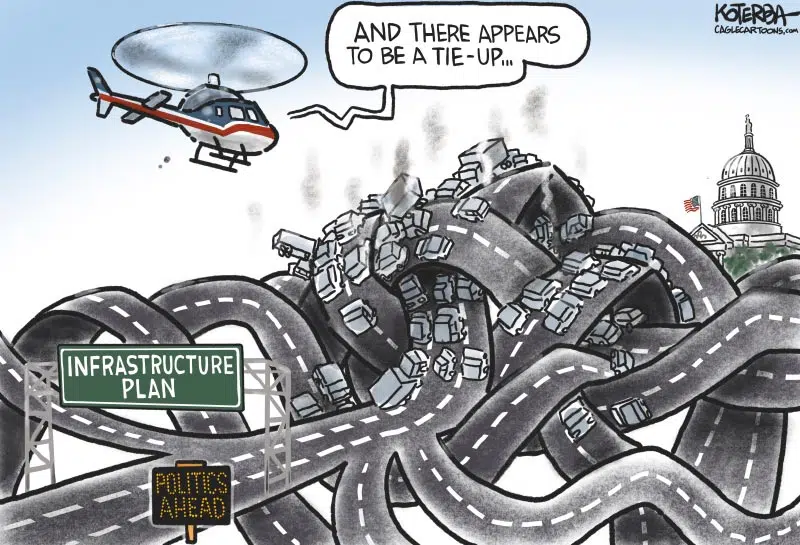 KOTERBA
CAGLECARTOONS.com
AND THERE APPEARS
TO BE A TIE-UP...
INFRASTRUCTURE
PLAN
POLITICS
AHEAD